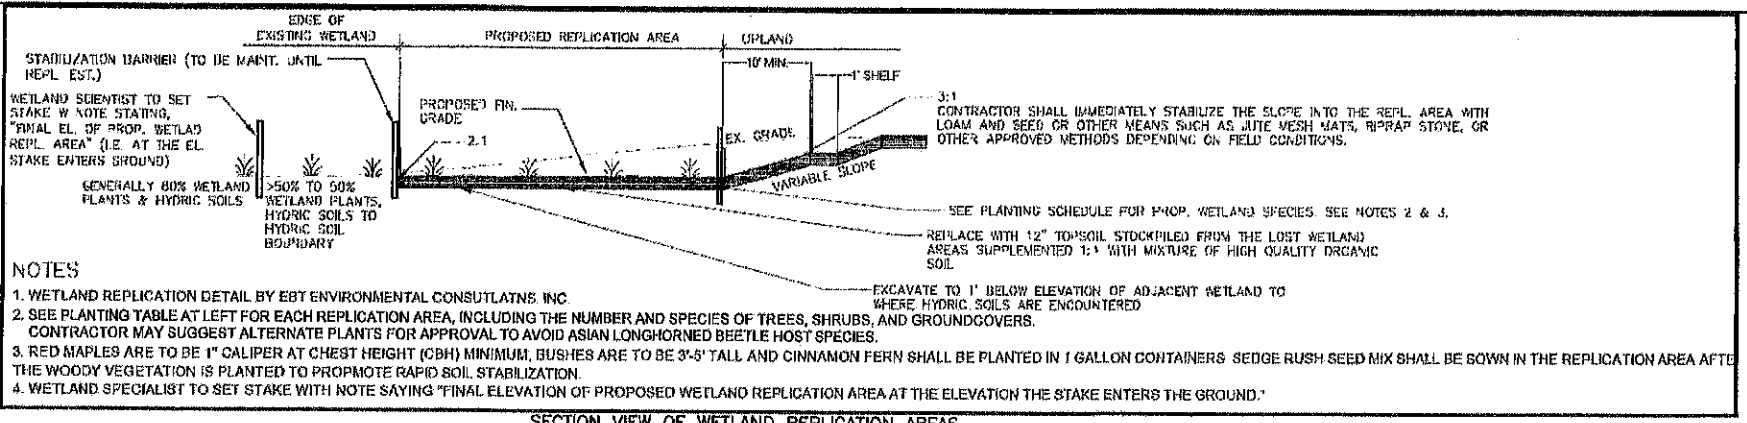 EDGE OF
EXISTING WETLAND
PROPOSED REPLICATION AREA
UPLAND
STABILIZATION BARRIER (TO BE MAINT. UNTIL
REPL. EST.)
10' MIN.
1' SHELF
WETLAND SCIENTIST TO SET
STAKE W NOTE STATING,
"FINAL EL. OF PROP. WETLAD
REPL. AREA" (I.E. AT THE EL.
STAKE ENTERS GROUND)
PROPOSED FIN.
GRADE
2:1
EX. GRADE
3:1
CONTRACTOR SHALL IMMEDIATELY STABILIZE THE SLOPE INTO THE REPL. AREA WITH
LOAM AND SEED OR OTHER MEANS SUCH AS JUTE MESH MATS, RIPRAP STONE, OR
OTHER APPROVED METHODS DEPENDING ON FIELD CONDITIONS.
VARIABLE SLOPE
GENERALLY 80% WETLAND
PLANTS & HYDRIC SOILS
>50% TO 50%
WETLAND PLANTS,
HYDRIC SOILS TO
HYDRIC SOIL
BOUNDARY
SEE PLANTING SCHEDULE FOR PROP. WETLAND SPECIES. SEE NOTES 2 & 3.
REPLACE WITH 12" TOPSOIL STOCKPILED FROM THE LOST WETLAND
AREAS SUPPLEMENTED 1:1 WITH MIXTURE OF HIGH QUALITY ORGANIC
SOIL
EXCAVATE TO 1' BELOW ELEVATION OF ADJACENT WETLAND TO
WHERE HYDRIC SOILS ARE ENCOUNTERED
NOTES
1. WETLAND REPLICATION DETAIL BY EBT ENVIRONMENTAL CONSUTLATNS, INC.
2. SEE PLANTING TABLE AT LEFT FOR EACH REPLICATION AREA, INCLUDING THE NUMBER AND SPECIES OF TREES, SHRUBS, AND GROUNDCOVERS.
CONTRACTOR MAY SUGGEST ALTERNATE PLANTS FOR APPROVAL TO AVOID ASIAN LONGHORNED BEETLE HOST SPECIES.
3. RED MAPLES ARE TO BE 1" CALIPER AT CHEST HEIGHT (CBH) MINIMUM, BUSHES ARE TO BE 3'-5' TALL AND CINNAMON FERN SHALL BE PLANTED IN 1 GALLON CONTAINERS SEDGE RUSH SEED MIX SHALL BE SOWN IN THE REPLICATION AREA AFTE
THE WOODY VEGETATION IS PLANTED TO PROPMOTE RAPID SOIL STABILIZATION.
4. WETLAND SPECIALIST TO SET STAKE WITH NOTE SAYING "FINAL ELEVATION OF PROPOSED WETLAND REPLICATION AREA AT THE ELEVATION THE STAKE ENTERS THE GROUND."
SECTION VIEW OF WETLAND REPLICATION AREAS